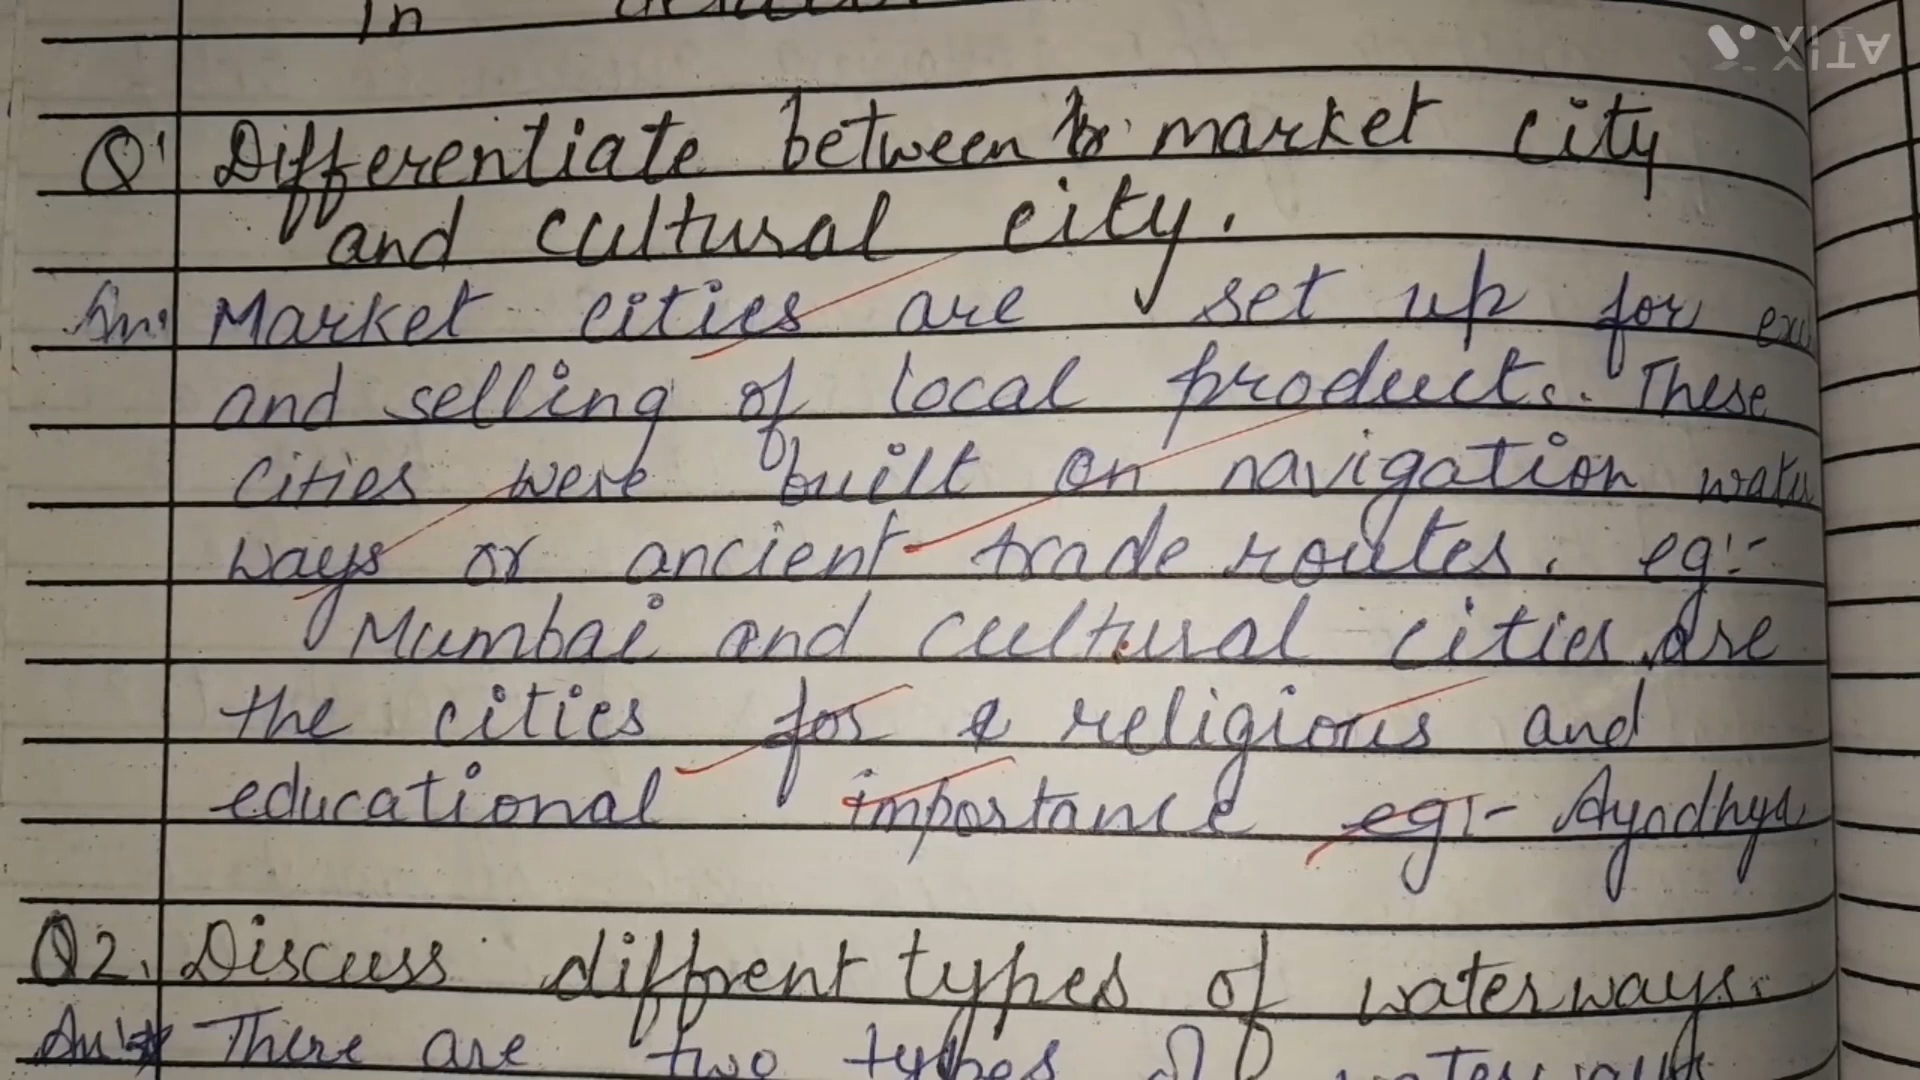 In
Q1 Differentiate between market city
and cultural city.
Ans Market cities are set up for
and selling of local product. These
cities were built on navigation
ways or ancient trade routes. eg:-
Mumbai and cultural cities are
the cities for religious and
educational importance eg:- Ayodhya
Q2. Discuss diffrent types of waterways.
Ans There are two types of